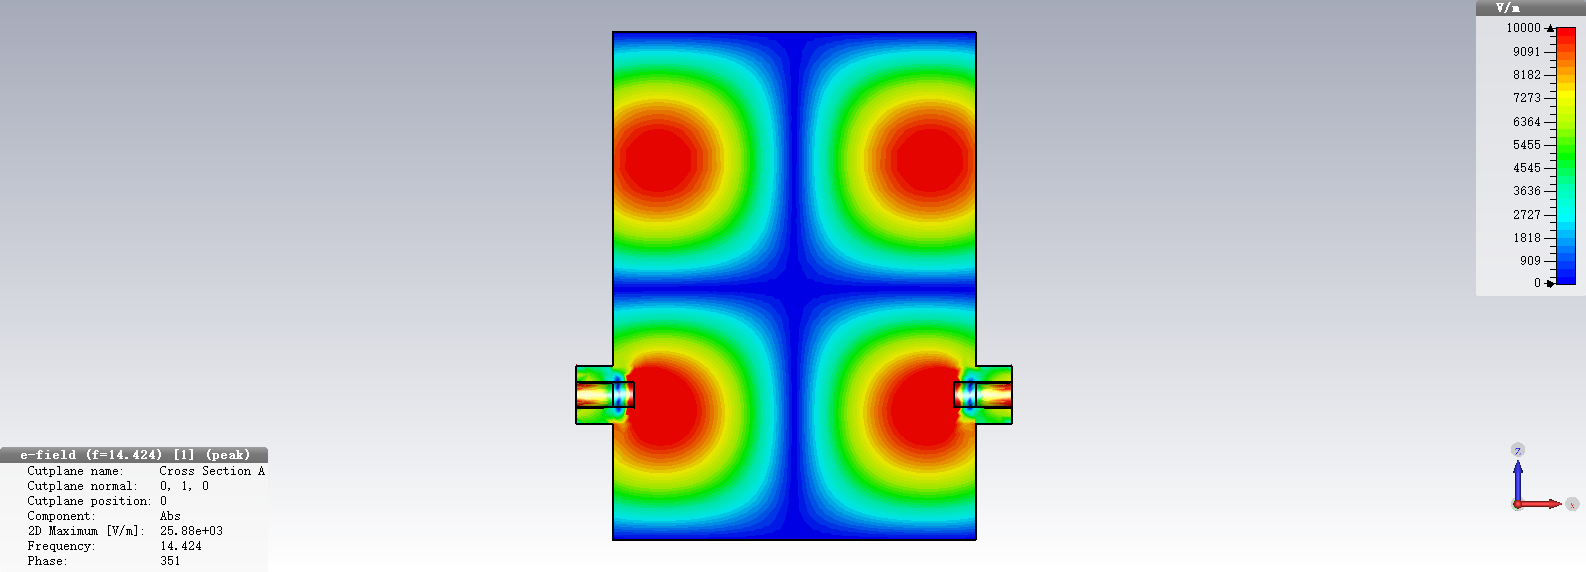 V/m
10000
9091
8182
7273
6364
5455
4545
3636
2727
1818
909
0
z
x
e-field (f=14.424) [1] (peak)
Cutplane name: Cross Section A
Cutplane normal: 0, 1, 0
Cutplane position: 0
Component: Abs
2D Maximum [V/m]: 25.88e+03
Frequency: 14.424
Phase: 351